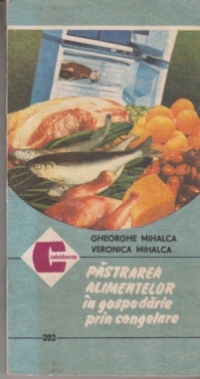 GHEORGHE MIHALCA
VERONICA MIHALCA
C
PĂSTRAREA
ALIMENTELOR
în gospodărie
prin congelare
202